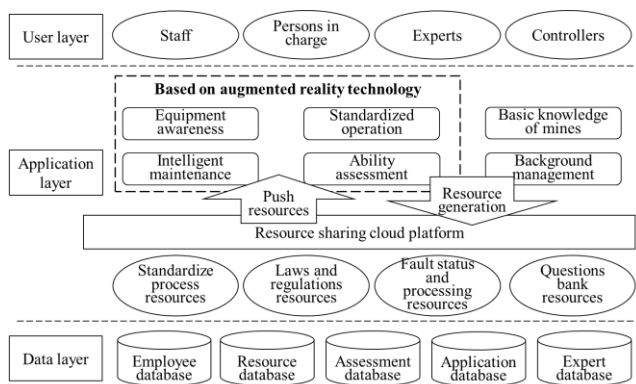 User layer
Staff
Persons in
charge
Experts
Controllers
Based on augmented reality technology
Equipment
awareness
Standardized
operation
Basic knowledge
of mines
Application
layer
Intelligent
maintenance
Ability
assessment
Background
management
Push
resources
Resource
generation
Resource sharing cloud platform
Standardize
process
resources
Laws and
regulations
resources
Fault status
and
processing
resources
Questions
bank
resources
Data layer
Employee
database
Resource
database
Assessment
database
Application
database
Expert
database